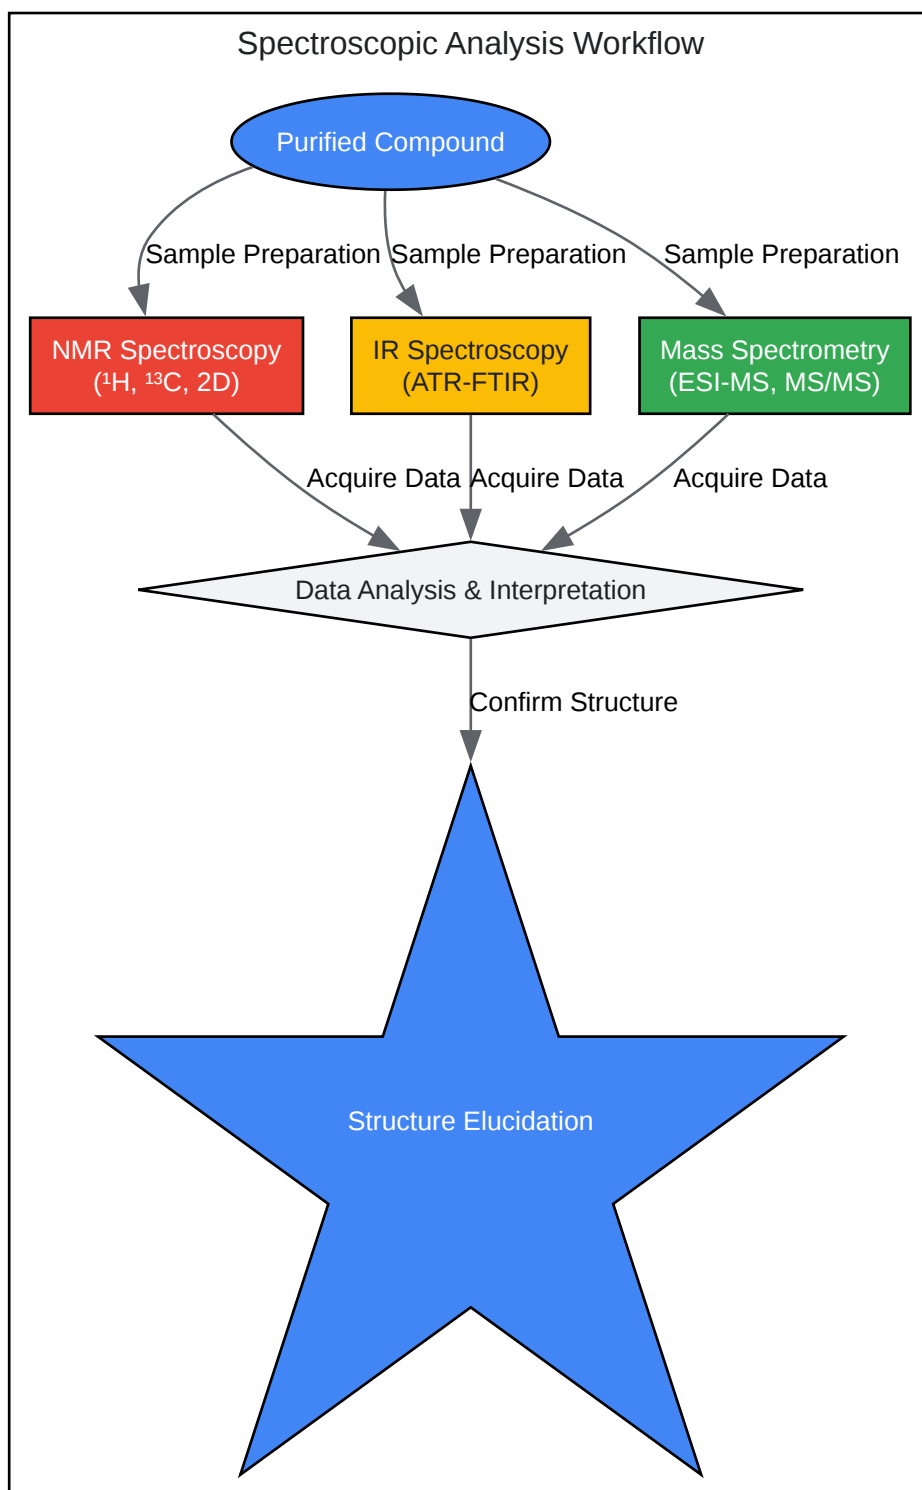 Spectroscopic Analysis Workflow
Purified Compound
Sample Preparation
Sample Preparation
Sample Preparation
NMR Spectroscopy
(¹H, ¹³C, 2D)
IR Spectroscopy
(ATR-FTIR)
Mass Spectrometry
(ESI-MS, MS/MS)
Acquire Data
Acquire Data
Acquire Data
Data Analysis & Interpretation
Confirm Structure
Structure Elucidation